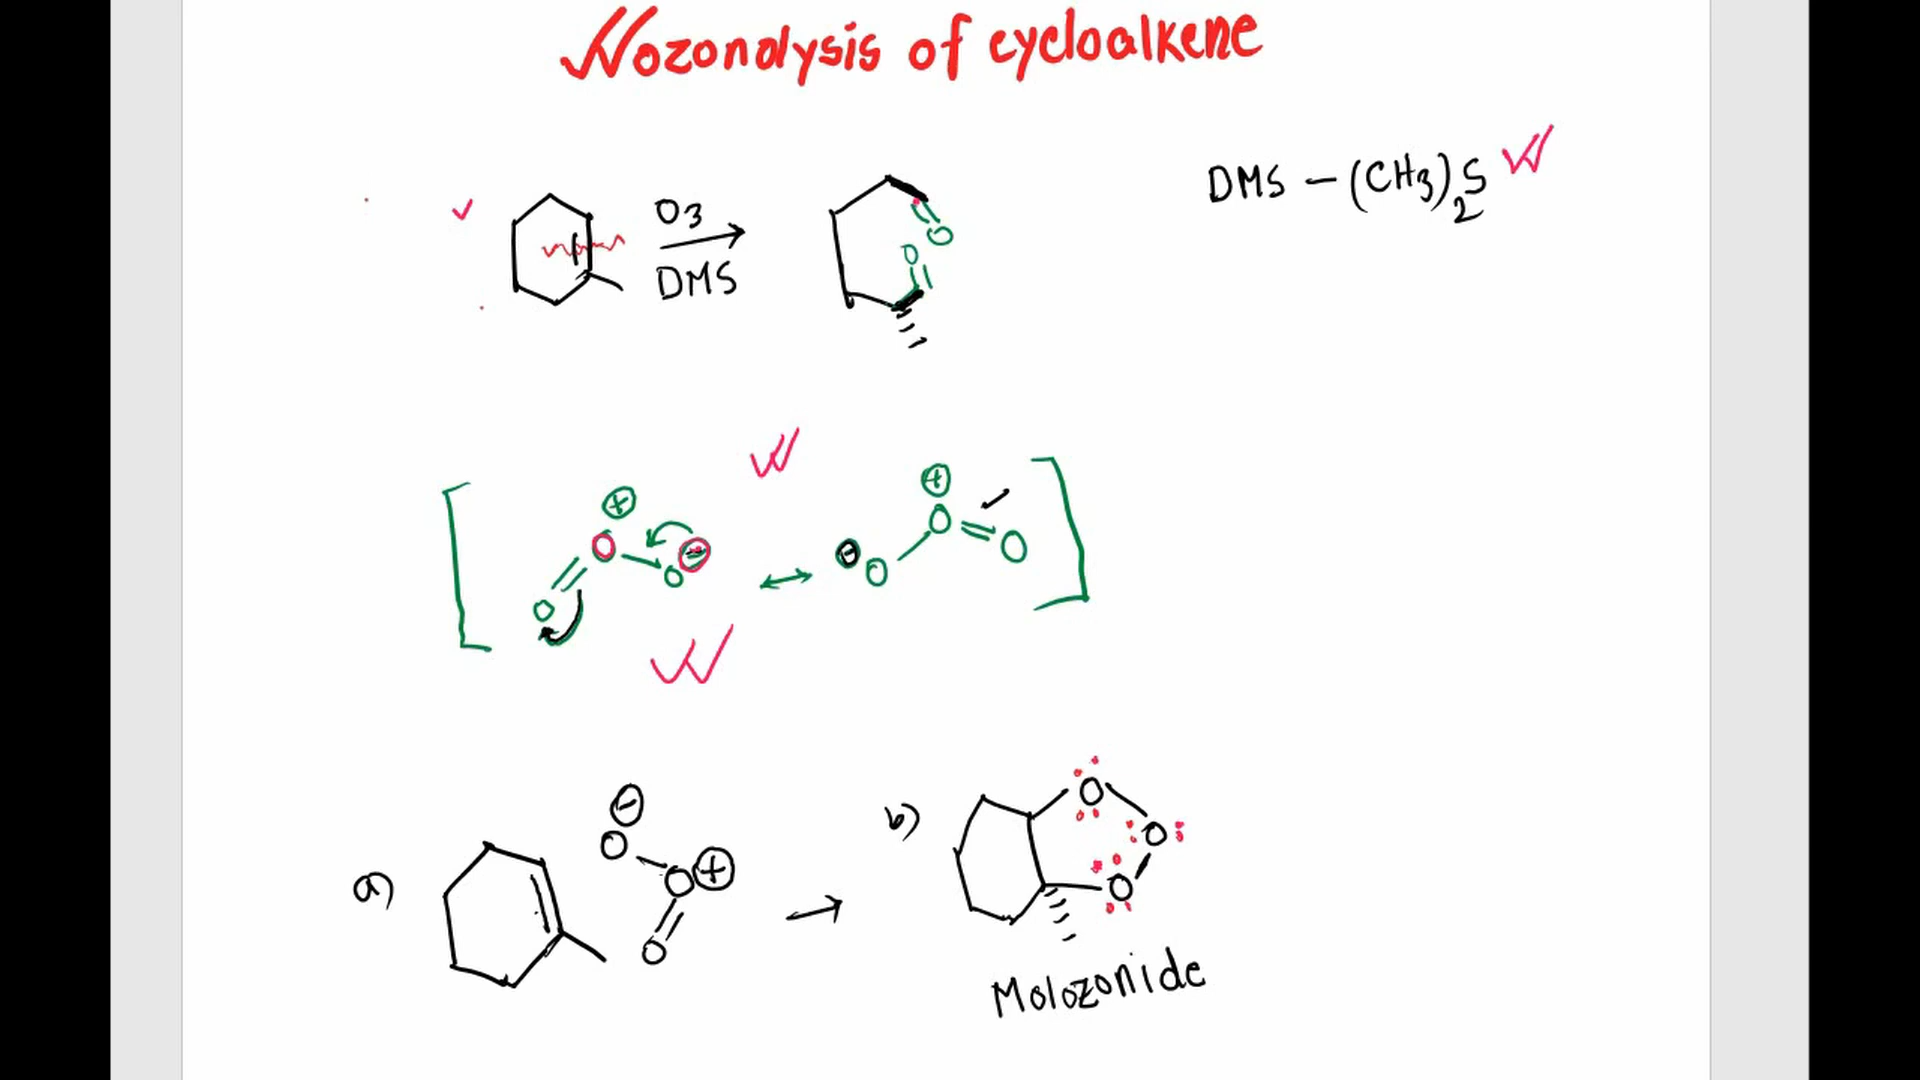 ozonolysis of cycloalkene
O3
DMS
O
O
DMS - (CH3)2S
⊕
O
⊖
O
O
⊕
O
⊖
O
O
⊖
O
O⊕
O
a)
b)
O
O
O
Molozonide